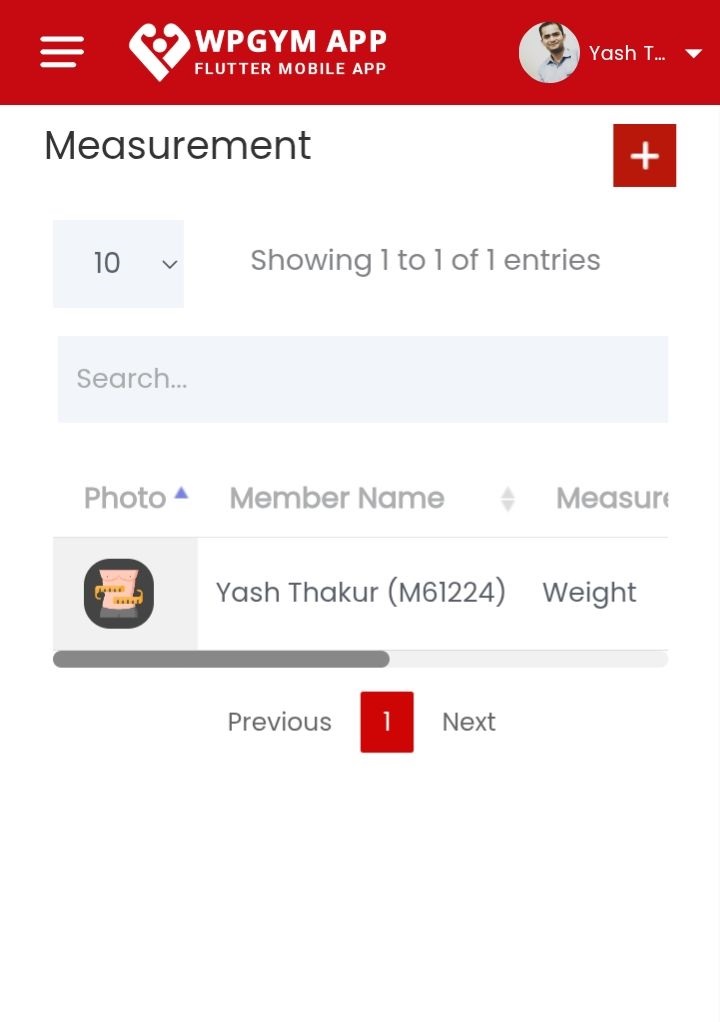 WPGYM APP
FLUTTER MOBILE APP
Yash T...
Measurement
10
Showing 1 to 1 of 1 entries
Search...
Photo Member Name Measure
Yash Thakur (M61224) Weight
Previous 1 Next